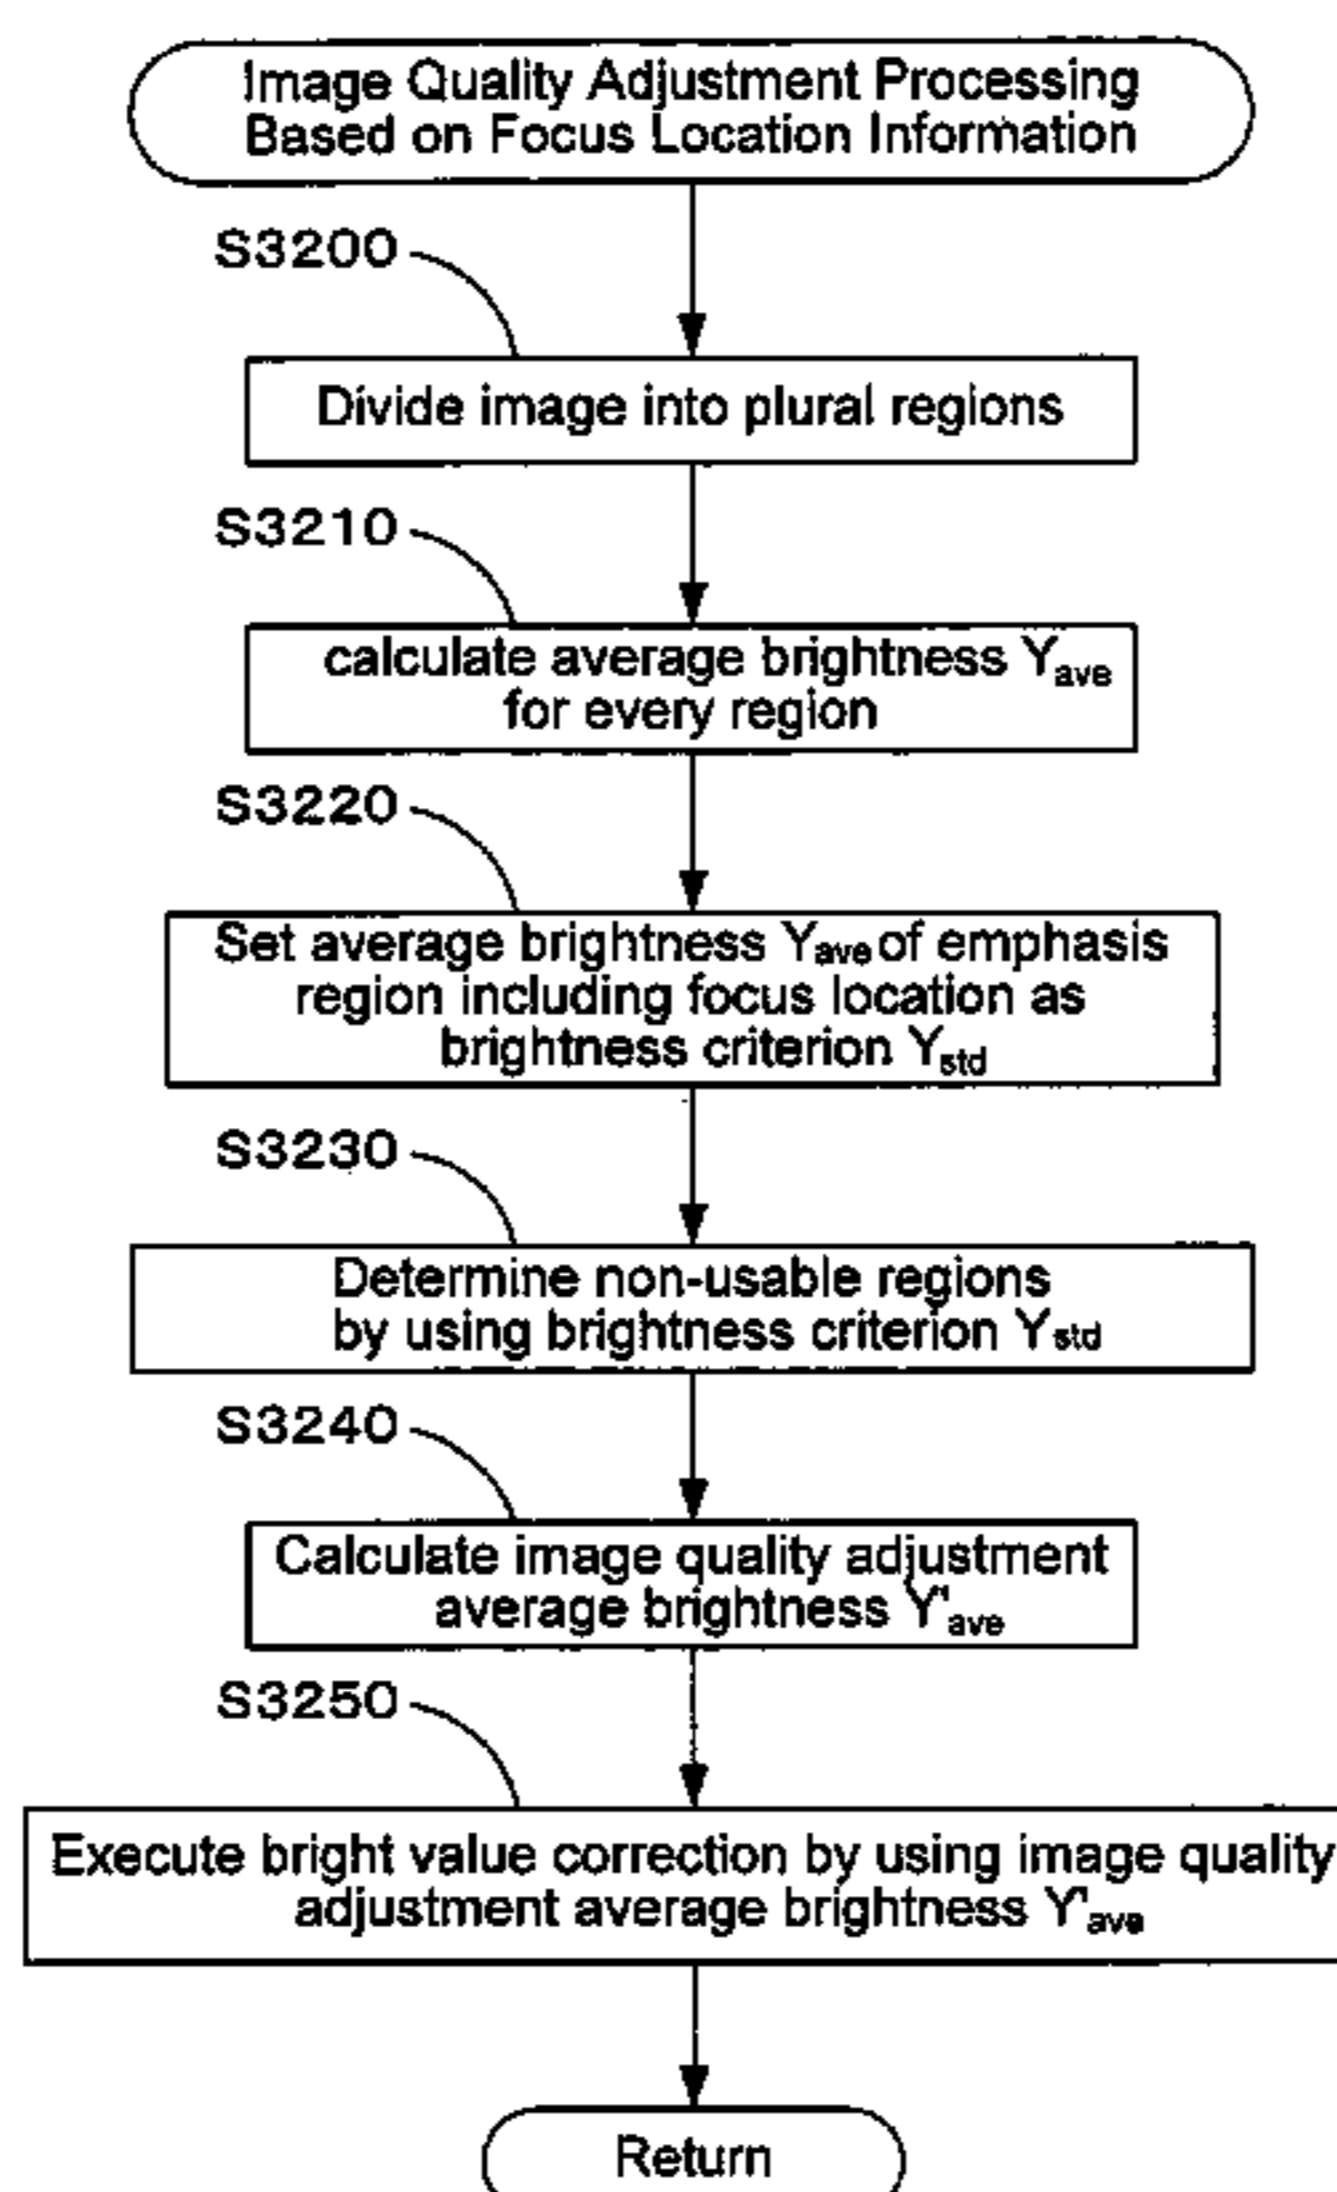 Image Quality Adjustment Processing
Based on Focus Location Information
S3200
Divide image into plural regions
S3210
calculate average brightness Yave
for every region
S3220
Set average brightness Yave of emphasis
region including focus location as
brightness criterion Ystd
S3230
Determine non-usable regions
by using brightness criterion Ystd
S3240
Calculate image quality adjustment
average brightness Y'ave
S3250
Execute bright value correction by using image quality
adjustment average brightness Y'ave
Return